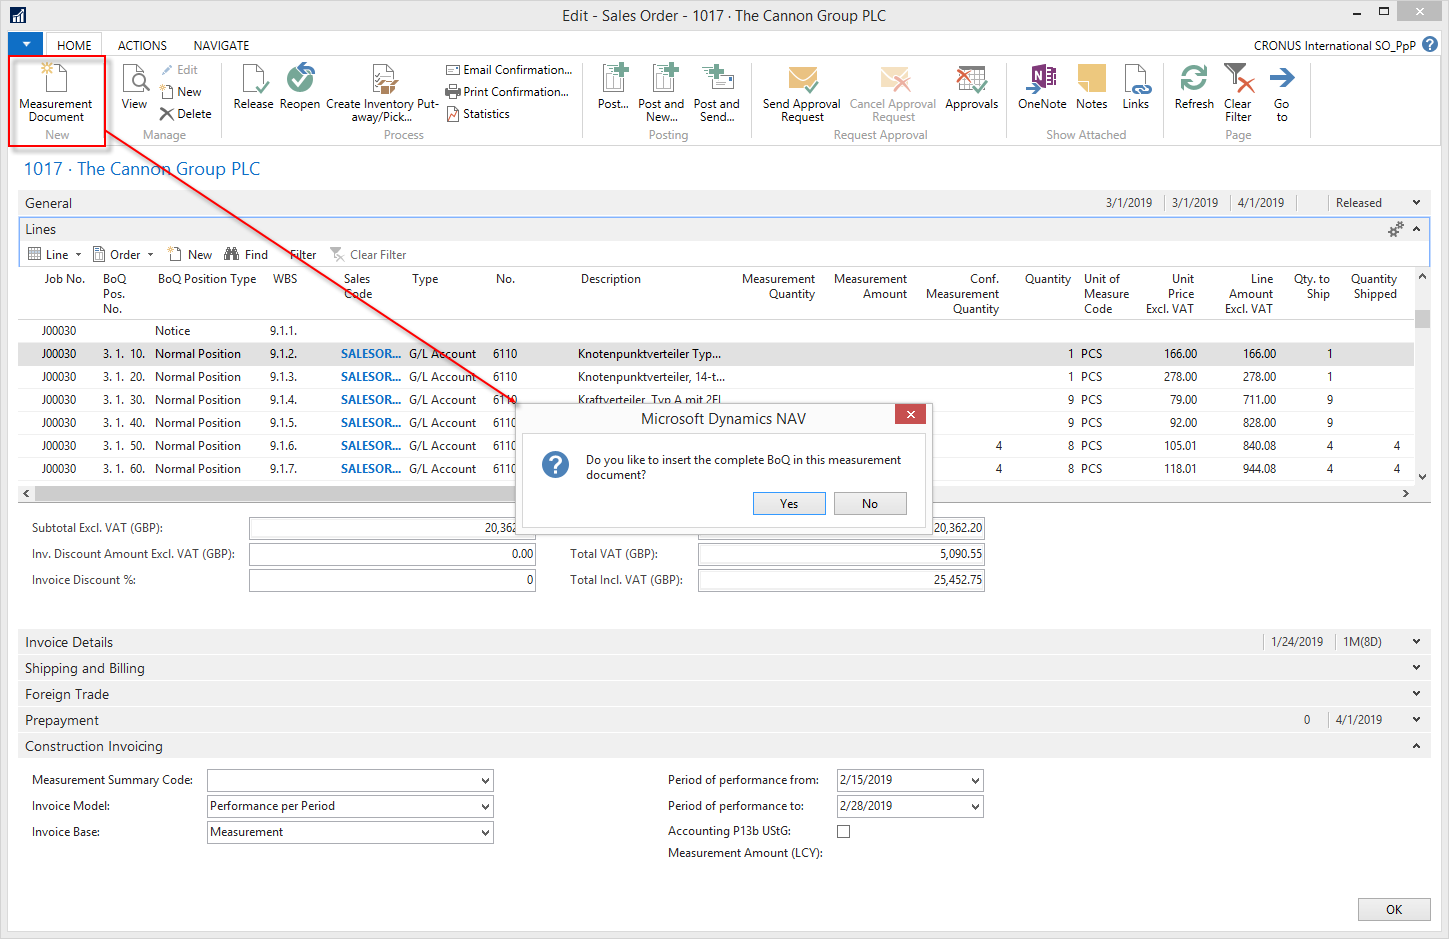 Edit - Sales Order - 1017 · The Cannon Group PLC
HOME ACTIONS NAVIGATE CRONUS International SO_PpP ?
Measurement Document
New
View
Edit
New
Delete
Manage
Release
Reopen
Create Inventory Put-away/Pick...
Email Confirmation...
Print Confirmation...
Statistics
Process
Post...
Post and New...
Post and Send...
Posting
Send Approval Request
Cancel Approval Request
Approvals
Request Approval
OneNote
Notes
Links
Show Attached
Refresh
Clear Filter
Go to
Page
1017 · The Cannon Group PLC
General 3/1/2019 3/1/2019 4/1/2019 Released
Lines
Line Order New Find Filter Clear Filter
Job No. BoQ Pos. No. BoQ Position Type WBS Sales Code Type No. Description Measurement Quantity Measurement Amount Conf. Measurement Quantity Quantity Unit of Measure Code Unit Price Excl. VAT Line Amount Excl. VAT Qty. to Ship Quantity Shipped
J00030 Notice 9.1.1.
J00030 3. 1. 10. Normal Position 9.1.2. SALESOR... G/L Account 6110 Knotenpunktverteiler Typ... 1 PCS 166.00 166.00 1
J00030 3. 1. 20. Normal Position 9.1.3. SALESOR... G/L Account 6110 Knotenpunktverteiler, 14-t... 1 PCS 278.00 278.00 1
J00030 3. 1. 30. Normal Position 9.1.4. SALESOR... G/L Account 6110 Kraftverteiler, Typ A mit 9 PCS 79.00 711.00 9
J00030 3. 1. 40. Normal Position 9.1.5. SALESOR... G/L Account 6110 9 PCS 92.00 828.00 9
J00030 3. 1. 50. Normal Position 9.1.6. SALESOR... G/L Account 6110 4 8 PCS 105.01 840.08 4 4
J00030 3. 1. 60. Normal Position 9.1.7. SALESOR... G/L Account 6110 4 8 PCS 118.01 944.08 4 4
Microsoft Dynamics NAV
Do you like to insert the complete BoQ in this measurement
document?
Yes No
Subtotal Excl. VAT (GBP): 20,362 20,362.20
Inv. Discount Amount Excl. VAT (GBP): 0.00 Total VAT (GBP): 5,090.55
Invoice Discount %: 0 Total Incl. VAT (GBP): 25,452.75
Invoice Details 1/24/2019 1M(8D)
Shipping and Billing
Foreign Trade
Prepayment 0 4/1/2019
Construction Invoicing
Measurement Summary Code: Period of performance from: 2/15/2019
Invoice Model: Performance per Period Period of performance to: 2/28/2019
Invoice Base: Measurement Accounting P13b UStG:
Measurement Amount (LCY):
OK